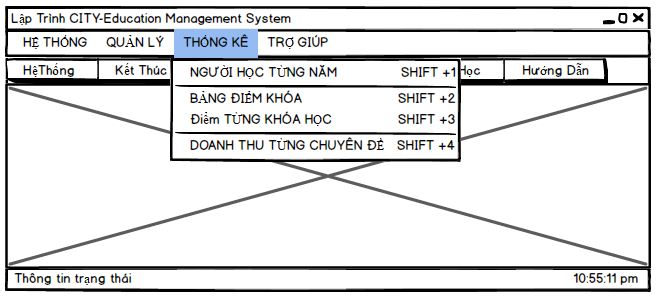 Lập Trình CITY-Education Management System
HỆ THỐNG QUẢN LÝ THỐNG KÊ TRỢ GIÚP
HệThống Kết Thúc Học Hướng Dẫn
NGƯỜI HỌC TỪNG NĂM SHIFT +1
BẢNG ĐIỂM KHÓA SHIFT +2
Điểm TỪNG KHÓA HỌC SHIFT +3
DOANH THU TỪNG CHUYÊN ĐỀ SHIFT +4
Thông tin trạng thái 10:55:11 pm